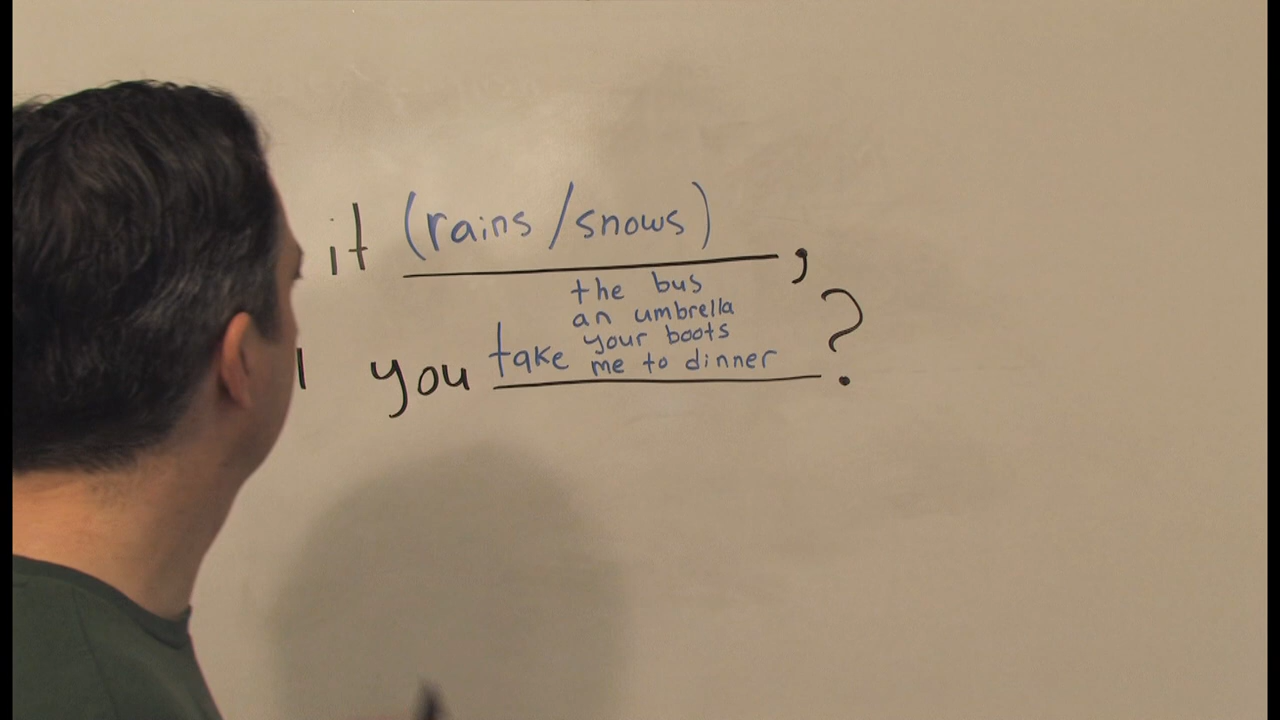 it (rains/snows),
the bus
an umbrella
your boots
you take me to dinner?